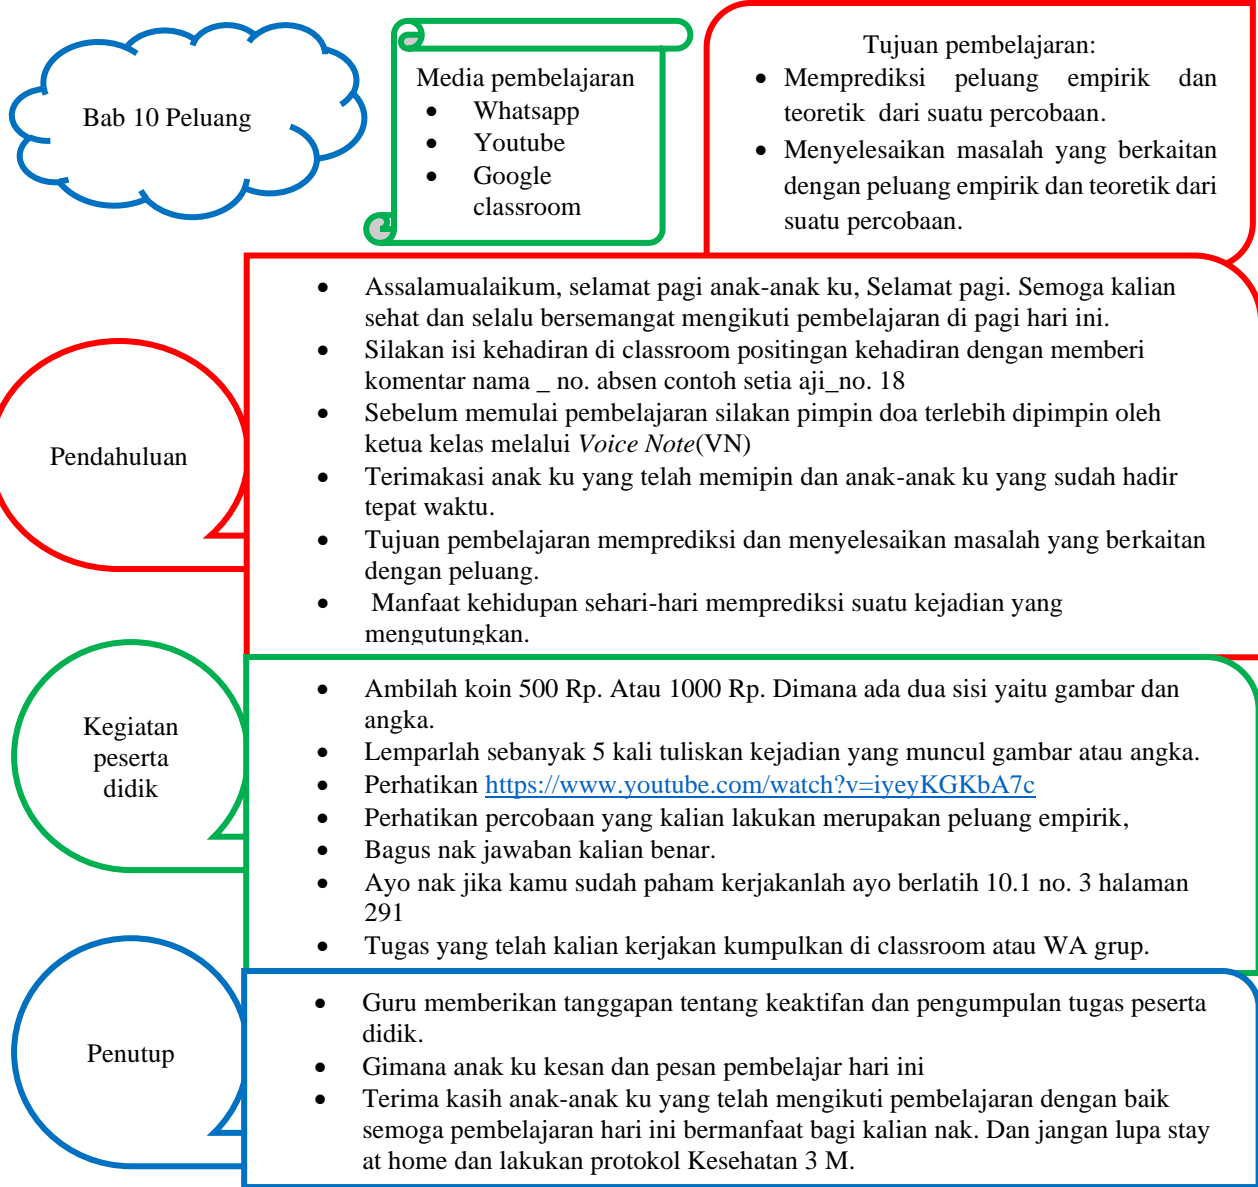 Bab 10 Peluang
Media pembelajaran
• Whatsapp
• Youtube
• Google
classroom
Tujuan pembelajaran:
• Memprediksi peluang empirik dan
teoretik dari suatu percobaan.
• Menyelesaikan masalah yang berkaitan
dengan peluang empirik dan teoretik dari
suatu percobaan.
Pendahuluan
• Assalamualaikum, selamat pagi anak-anak ku, Selamat pagi. Semoga kalian
sehat dan selalu bersemangat mengikuti pembelajaran di pagi hari ini.
• Silakan isi kehadiran di classroom positingan kehadiran dengan memberi
komentar nama _ no. absen contoh setia aji_no. 18
• Sebelum memulai pembelajaran silakan pimpin doa terlebih dipimpin oleh
ketua kelas melalui Voice Note(VN)
• Terimakasi anak ku yang telah memipin dan anak-anak ku yang sudah hadir
tepat waktu.
• Tujuan pembelajaran memprediksi dan menyelesaikan masalah yang berkaitan
dengan peluang.
• Manfaat kehidupan sehari-hari memprediksi suatu kejadian yang
mengutungkan.
Kegiatan
peserta
didik
• Ambilah koin 500 Rp. Atau 1000 Rp. Dimana ada dua sisi yaitu gambar dan
angka.
• Lemparlah sebanyak 5 kali tuliskan kejadian yang muncul gambar atau angka.
• Perhatikan https://www.youtube.com/watch?v=iyeyKGKbA7c
• Perhatikan percobaan yang kalian lakukan merupakan peluang empirik,
• Bagus nak jawaban kalian benar.
• Ayo nak jika kamu sudah paham kerjakanlah ayo berlatih 10.1 no. 3 halaman
291
• Tugas yang telah kalian kerjakan kumpulkan di classroom atau WA grup.
Penutup
• Guru memberikan tanggapan tentang keaktifan dan pengumpulan tugas peserta
didik.
• Gimana anak ku kesan dan pesan pembelajar hari ini
• Terima kasih anak-anak ku yang telah mengikuti pembelajaran dengan baik
semoga pembelajaran hari ini bermanfaat bagi kalian nak. Dan jangan lupa stay
at home dan lakukan protokol Kesehatan 3 M.